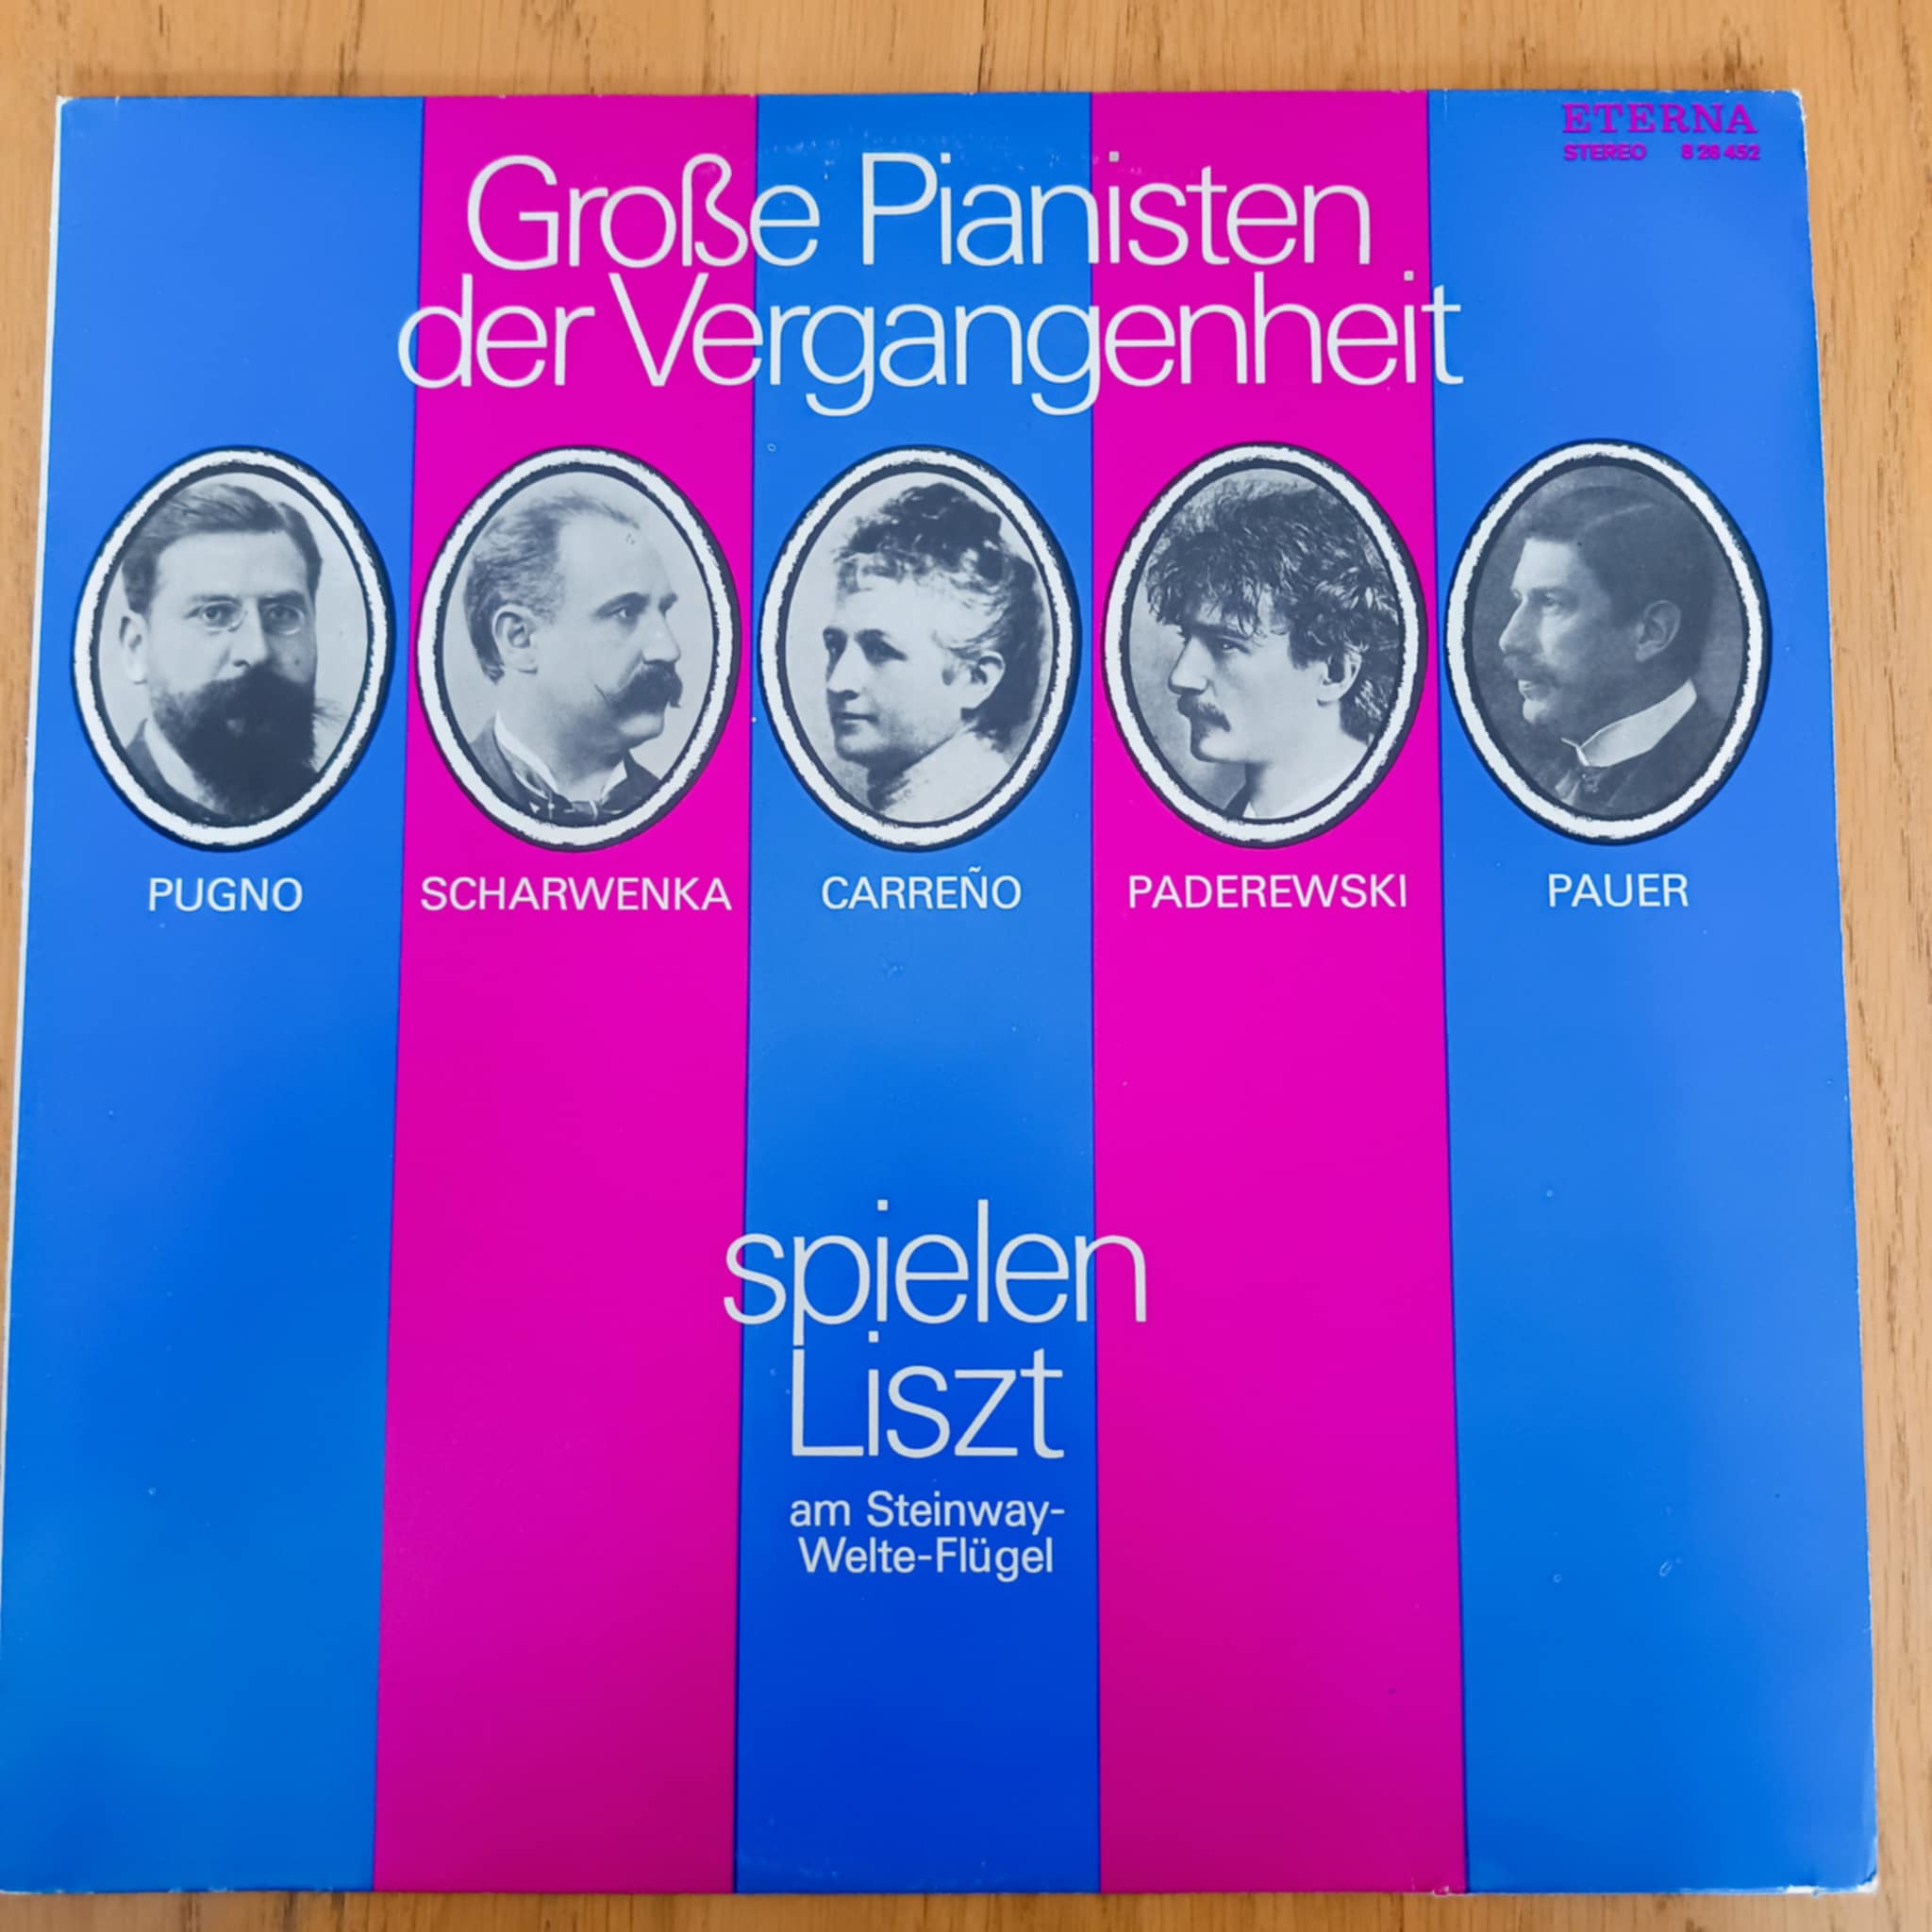 ETERNA
STEREO 8 26 452
Große Pianisten
der Vergangenheit
PUGNO
SCHARWENKA
CARREÑO
PADEREWSKI
PAUER
spielen
Liszt
am Steinway-
Welte-Flügel